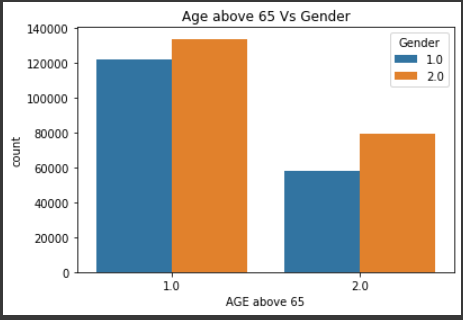 Age above 65 Vs Gender
Gender
1.0
2.0
140000
120000
100000
80000
60000
40000
20000
0
count
1.0 2.0
AGE above 65